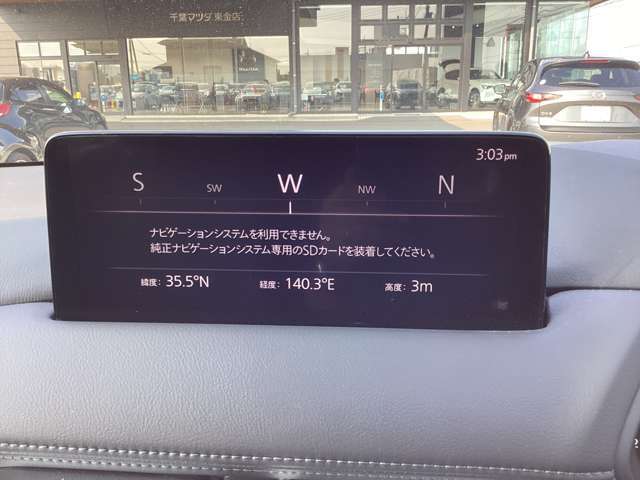 千葉マツダ 東金店
3:03pm
S SW W NW N
ナビゲーションシステムを利用できません。
純正ナビゲーションシステム専用のSDカードを装着してください。
緯度: 35.5°N 経度: 140.3°E 高度: 3m
2